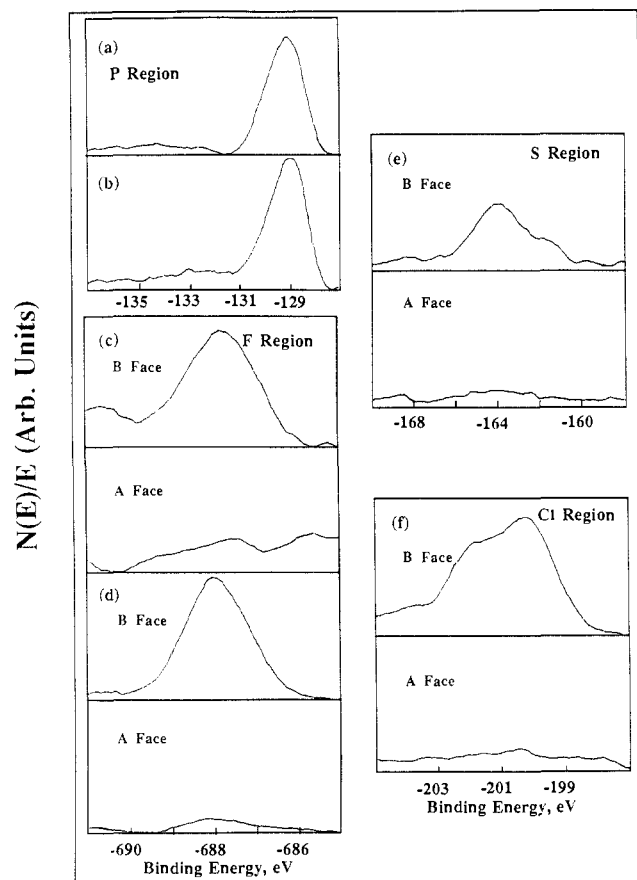 N(E)/E (Arb. Units)
(a)
P Region
(b)
-135 -133 -131 -129
(c)
F Region
B Face
A Face
(d)
B Face
A Face
-690 -688 -686
Binding Energy, eV
(e)
S Region
B Face
A Face
-168 -164 -160
(f)
Cl Region
B Face
A Face
-203 -201 -199
Binding Energy, eV